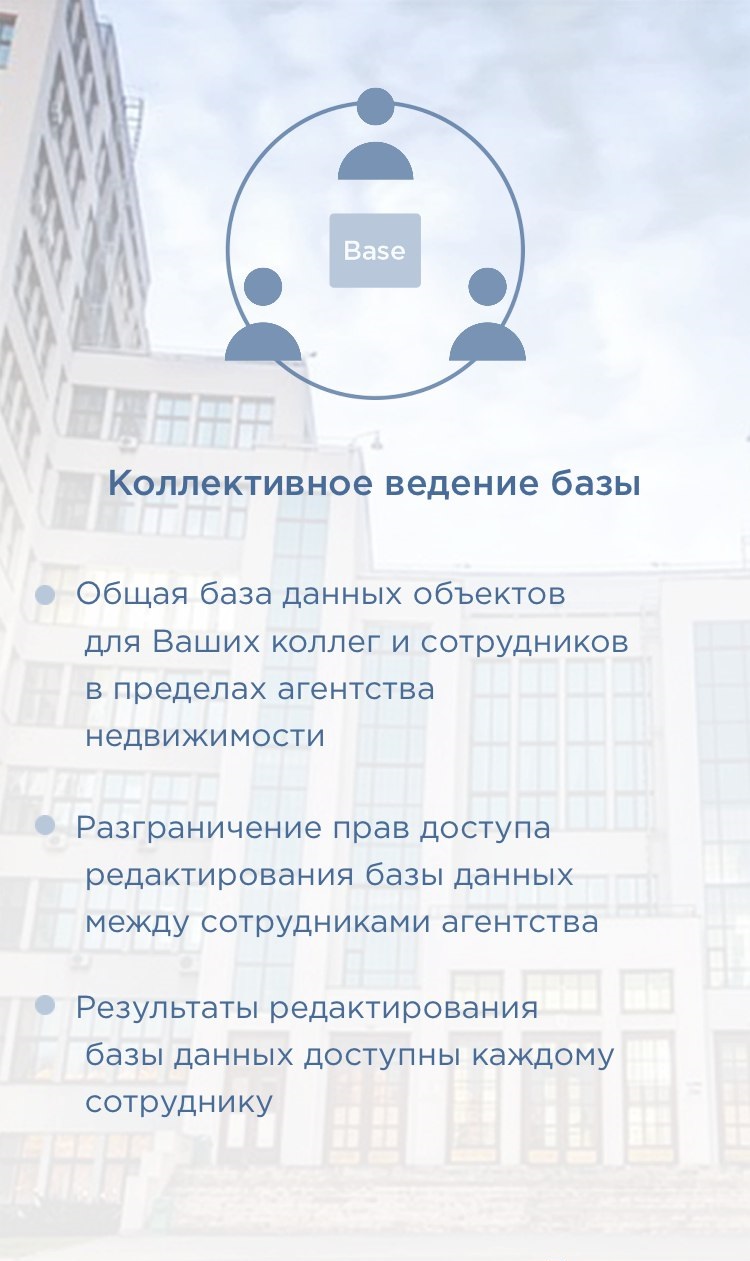 Base
Коллективное ведение базы
Общая база данных объектов
для Ваших коллег и сотрудников
в пределах агентства
недвижимости
Разграничение прав доступа
редактирования базы данных
между сотрудниками агентства
Результаты редактирования
базы данных доступны каждому
сотруднику